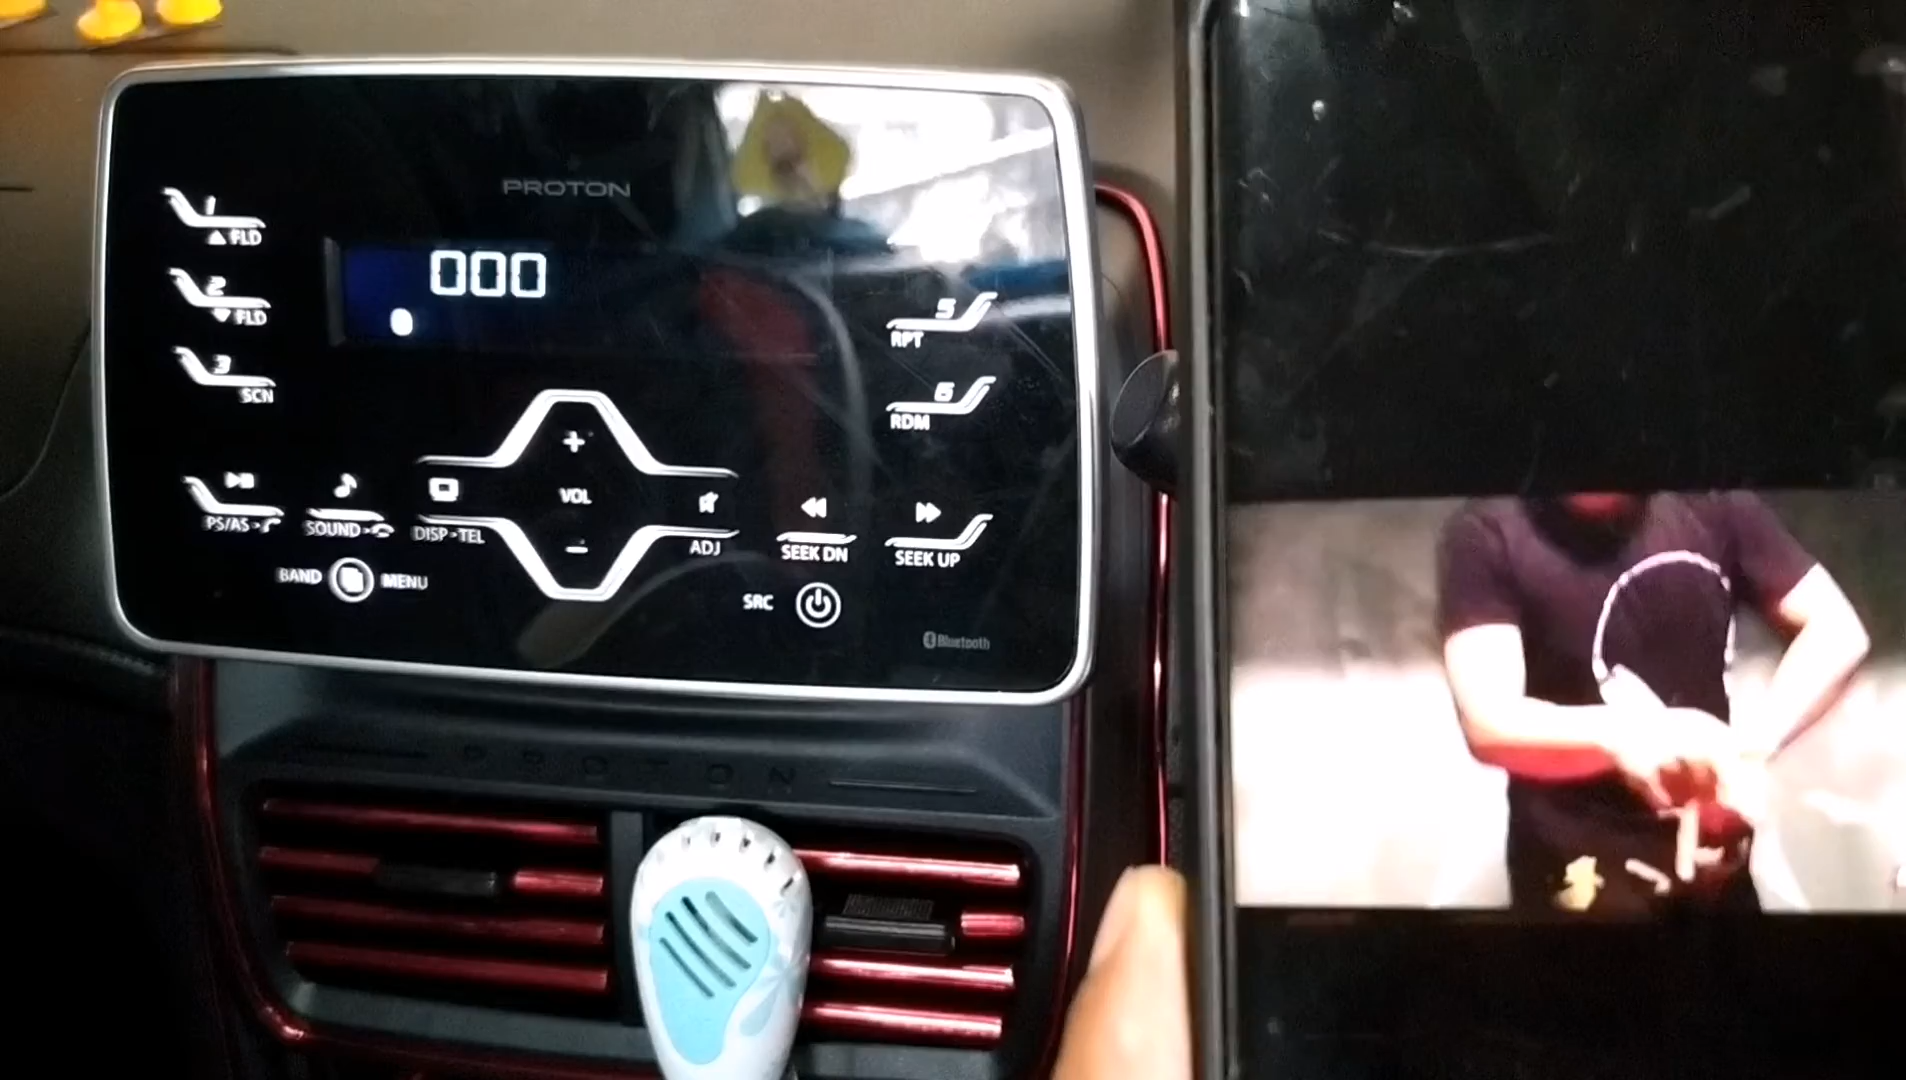 PROTON
1
▲ FLD
000
2
▼ FLD
5
RPT
3
SCN
6
RDM
+
VOL
−
PS/AS
SOUND
DISP TEL
ADJ
SEEK DN
SEEK UP
BAND
MENU
SRC
Bluetooth
PROTON